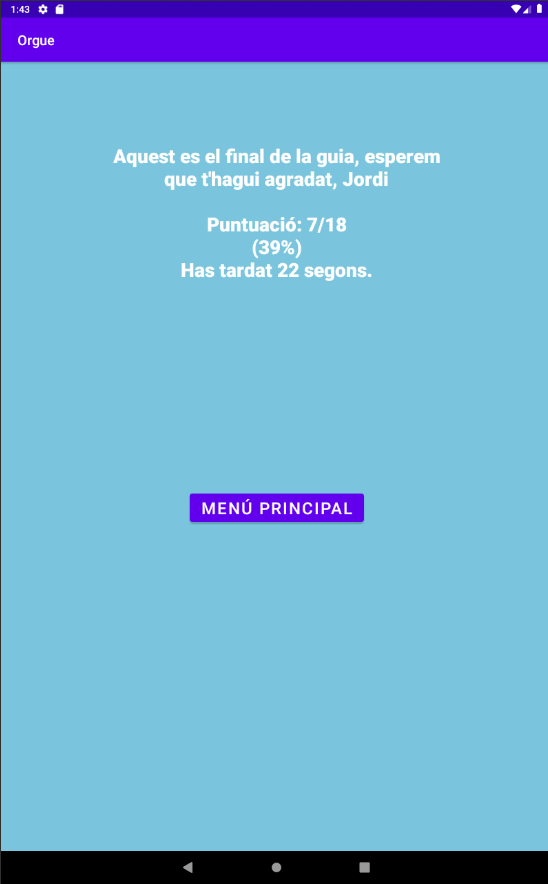 1:43
Orgue
Aquest es el final de la guia, esperem
que t'hagui agradat, Jordi
Puntuació: 7/18
(39%)
Has tardat 22 segons.
MENÚ PRINCIPAL